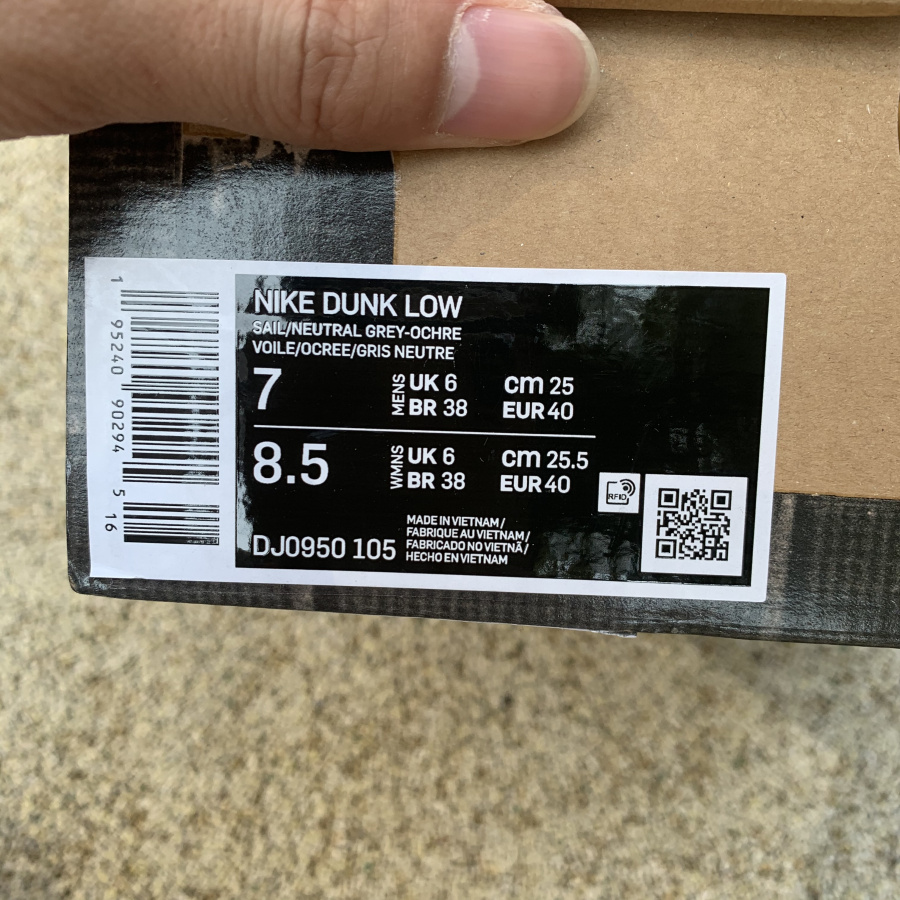 NIKE DUNK LOW
SAIL/NEUTRAL GREY-OCHRE
VOILE/OCREE/GRIS NEUTRE
7 MENS UK 6 cm 25
BR 38 EUR 40
8.5 WMNS UK 6 cm 25.5
BR 38 EUR 40
RFID
DJ0950 105
MADE IN VIETNAM/
FABRIQUE AU VIETNAM/
FABRICADO NO VIETNÃ/
HECHO EN VIETNAM
1 95240 90294 5 16